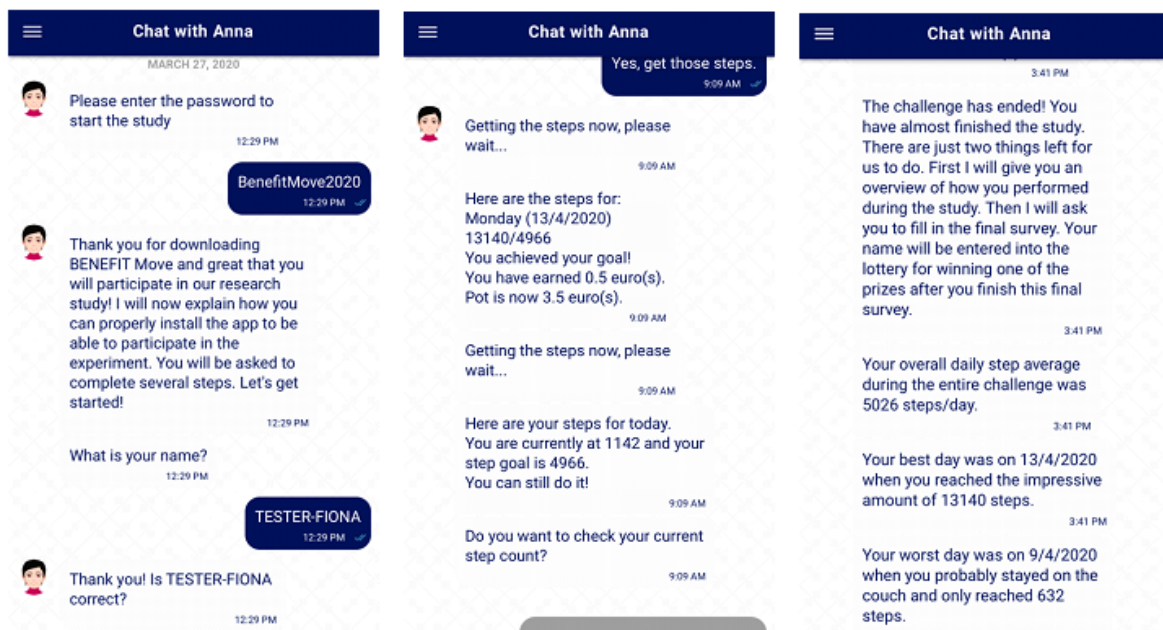 Chat with Anna
MARCH 27, 2020
Please enter the password to
start the study
12:29 PM
BenefitMove2020
12:29 PM
Thank you for downloading
BENEFIT Move and great that you
will participate in our research
study! I will now explain how you
can properly install the app to be
able to participate in the
experiment. You will be asked to
complete several steps. Let's get
started!
12:29 PM
What is your name?
12:29 PM
TESTER-FIONA
12:29 PM
Thank you! Is TESTER-FIONA
correct?
12:29 PM
Chat with Anna
Yes, get those steps.
9:09 AM
Getting the steps now, please
wait...
9:09 AM
Here are the steps for:
Monday (13/4/2020)
13140/4966
You achieved your goal!
You have earned 0.5 euro(s).
Pot is now 3.5 euro(s).
9:09 AM
Getting the steps now, please
wait...
9:09 AM
Here are your steps for today.
You are currently at 1142 and your
step goal is 4966.
You can still do it!
9:09 AM
Do you want to check your current
step count?
9:09 AM
Chat with Anna
3:41 PM
The challenge has ended! You
have almost finished the study.
There are just two things left for
us to do. First I will give you an
overview of how you performed
during the study. Then I will ask
you to fill in the final survey. Your
name will be entered into the
lottery for winning one of the
prizes after you finish this final
survey.
3:41 PM
Your overall daily step average
during the entire challenge was
5026 steps/day.
3:41 PM
Your best day was on 13/4/2020
when you reached the impressive
amount of 13140 steps.
3:41 PM
Your worst day was on 9/4/2020
when you probably stayed on the
couch and only reached 632
steps.